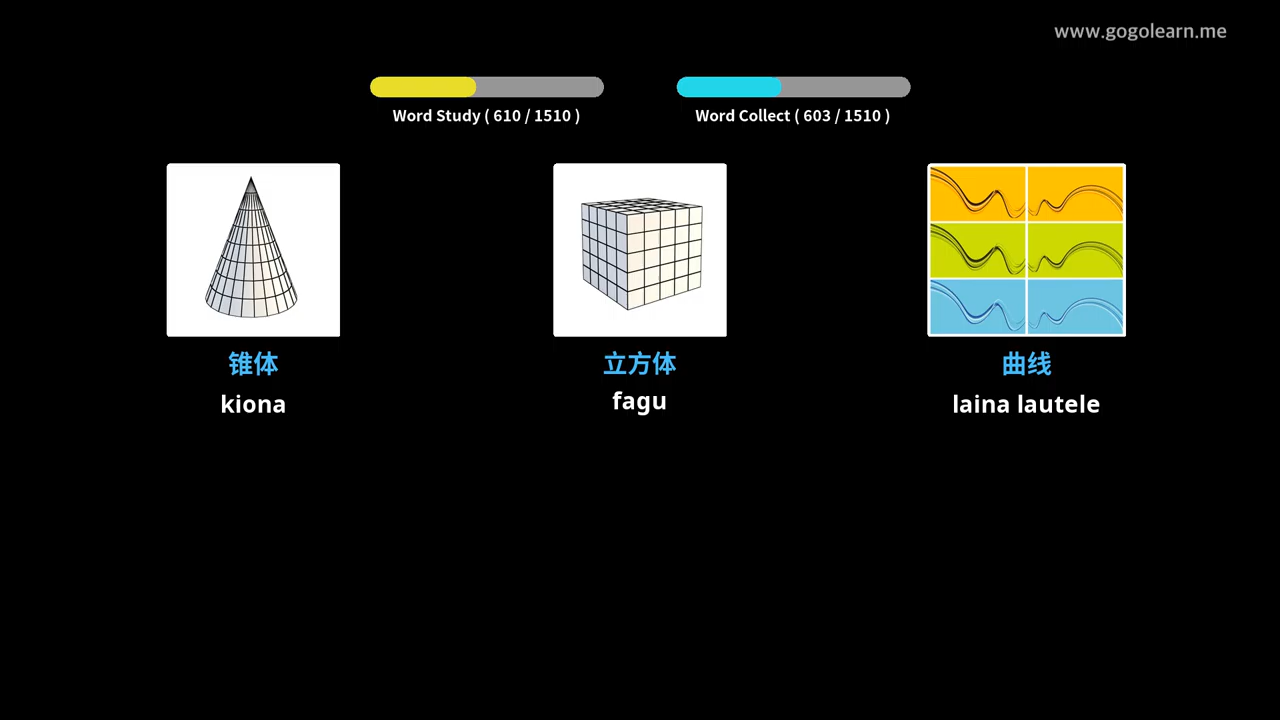 www.gogolearn.me
Word Study ( 610 / 1510 )
Word Collect ( 603 / 1510 )
锥体
立方体
曲线
kiona
fagu
laina lautele